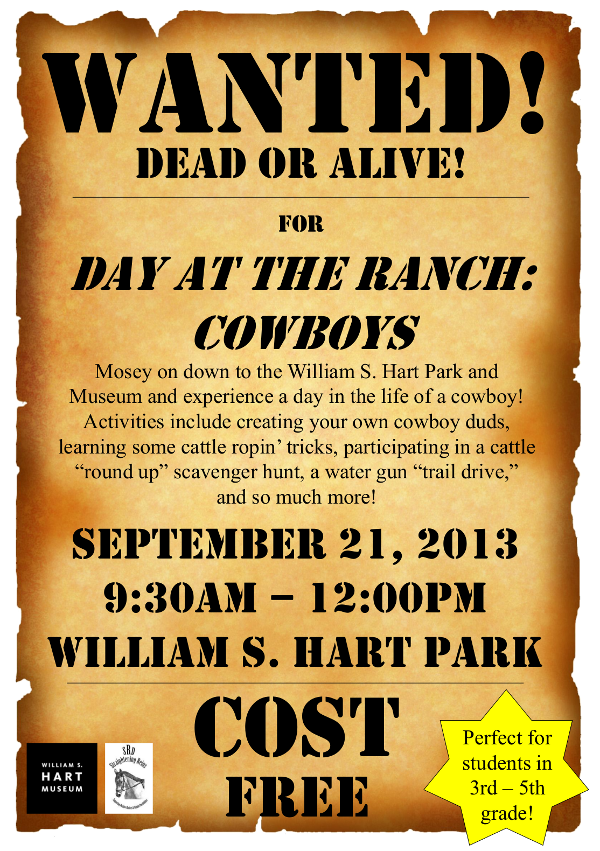 WANTED!
DEAD OR ALIVE!
FOR
DAY AT THE RANCH:
COWBOYS
Mosey on down to the William S. Hart Park and
Museum and experience a day in the life of a cowboy!
Activities include creating your own cowboy duds,
learning some cattle ropin’ tricks, participating in a cattle
“round up” scavenger hunt, a water gun “trail drive,”
and so much more!
SEPTEMBER 21, 2013
9:30AM – 12:00PM
WILLIAM S. HART PARK
COST
FREE
WILLIAM S.
HART
MUSEUM
Perfect for
students in
3rd – 5th
grade!